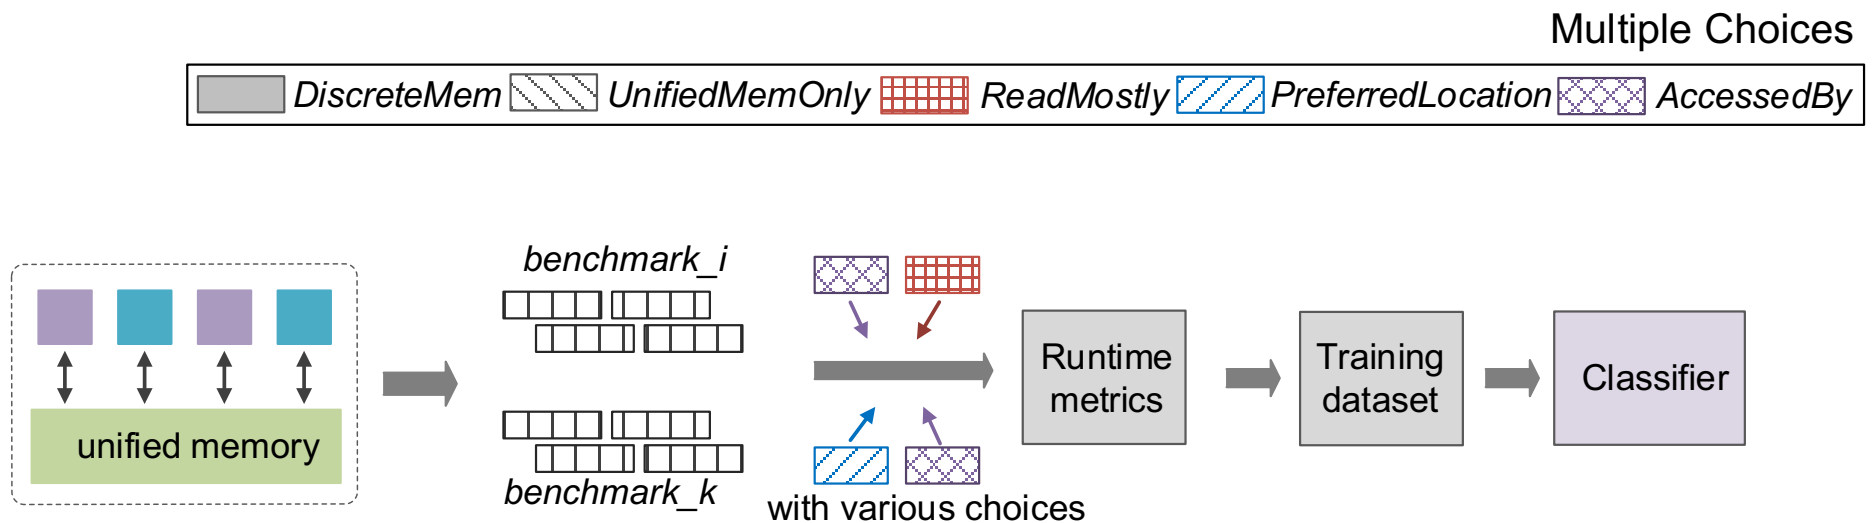 Multiple Choices
DiscreteMem UnifiedMemOnly ReadMostly PreferredLocation AccessedBy
benchmark_i
unified memory
benchmark_k
with various choices
Runtime
metrics
Training
dataset
Classifier